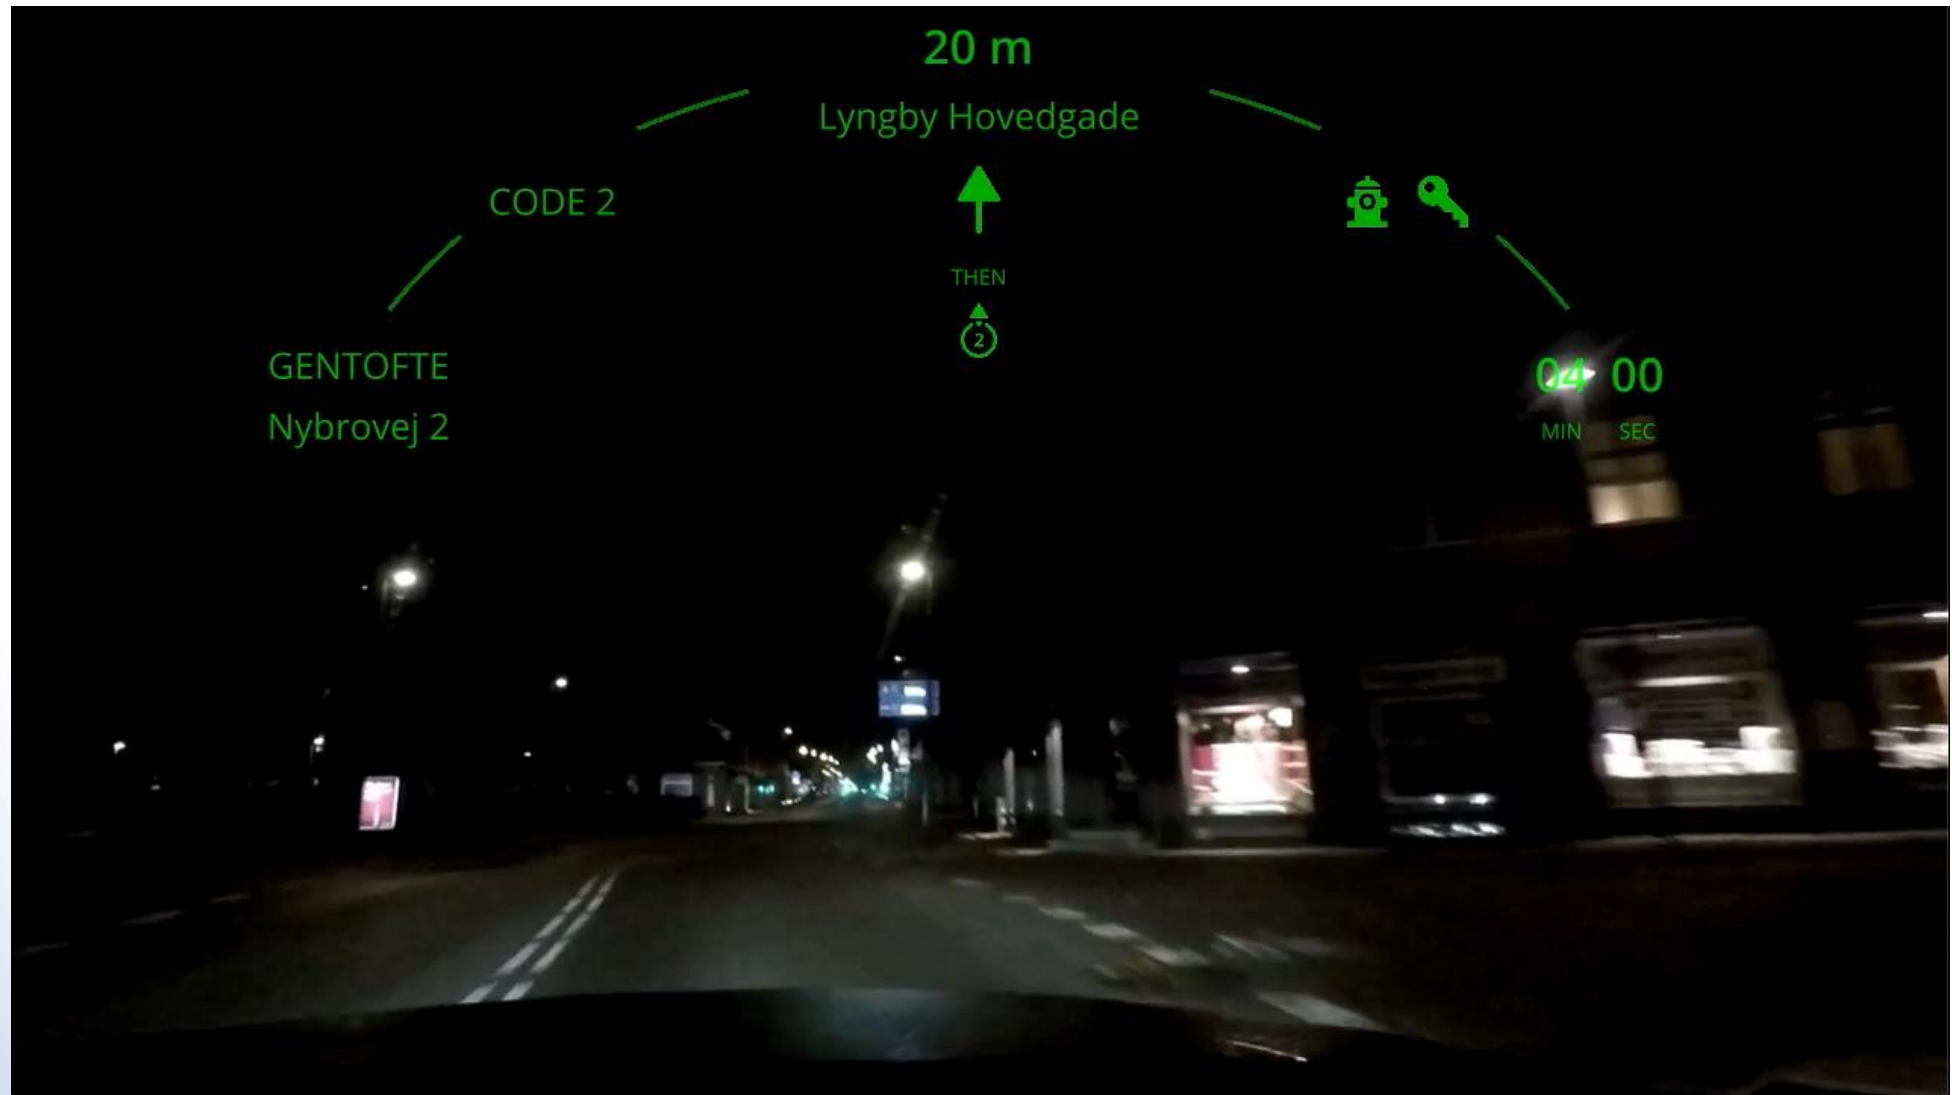 20 m
Lyngby Hovedgade
CODE 2
THEN
2
GENTOFTE
Nybrovej 2
04 00
MIN SEC